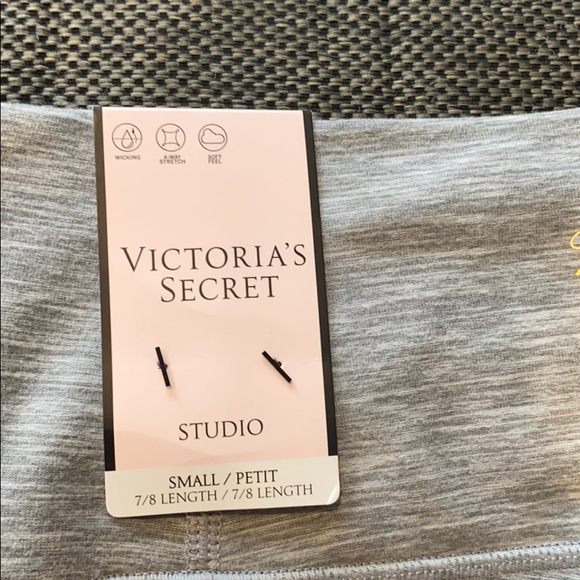 WICKING
4-WAY
STRETCH
SOFT
FEEL
VICTORIA'S
SECRET
STUDIO
SMALL / PETIT
7/8 LENGTH / 7/8 LENGTH